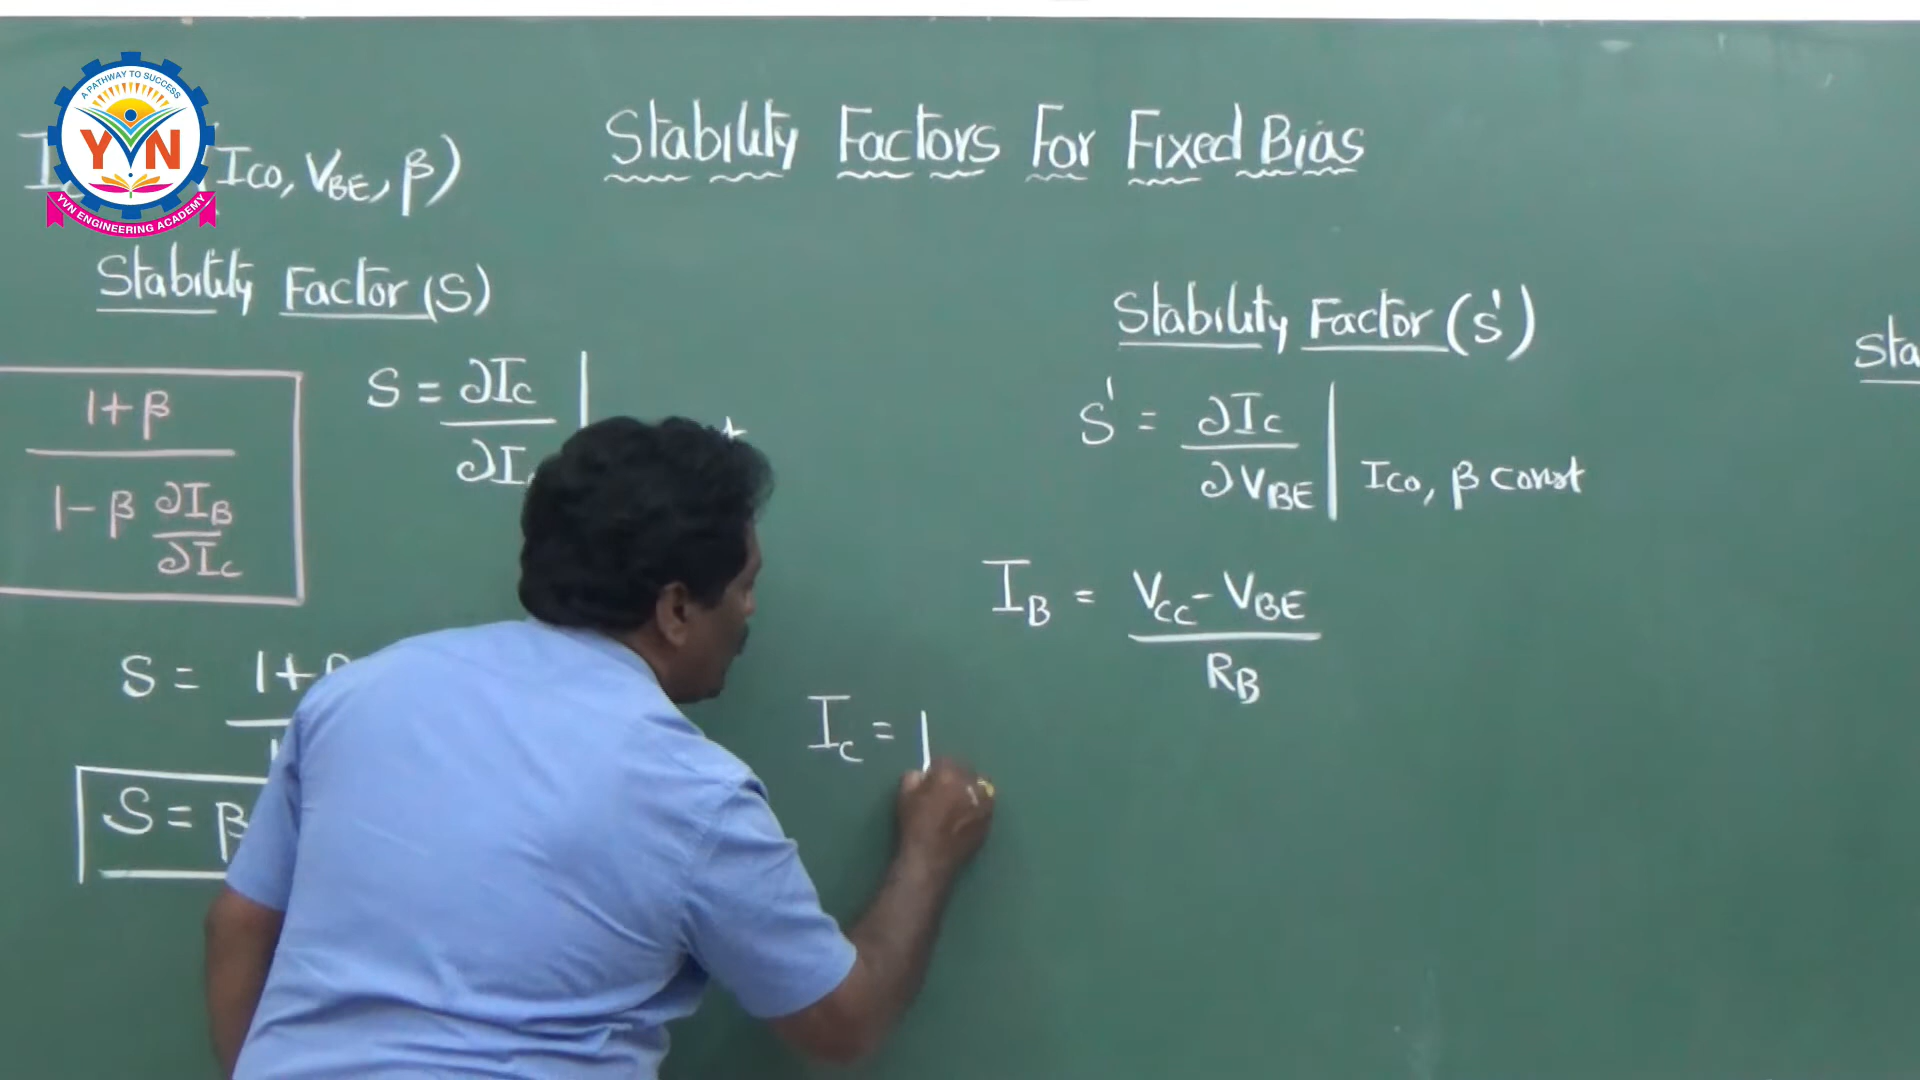 A PATHWAY TO SUCCESS
YVN
YVN ENGINEERING ACADEMY
Stability Factors For Fixed Bias
I (Ico, VBE, β)
Stability Factor (S)
1+β
1-β ∂IB
∂Ic
S = ∂Ic
∂I
S = 1+β
S = β
Stability Factor (S')
S' = ∂Ic
∂VBE | Ico, β const
IB = Vcc - VBE
RB
Ic =
Sta